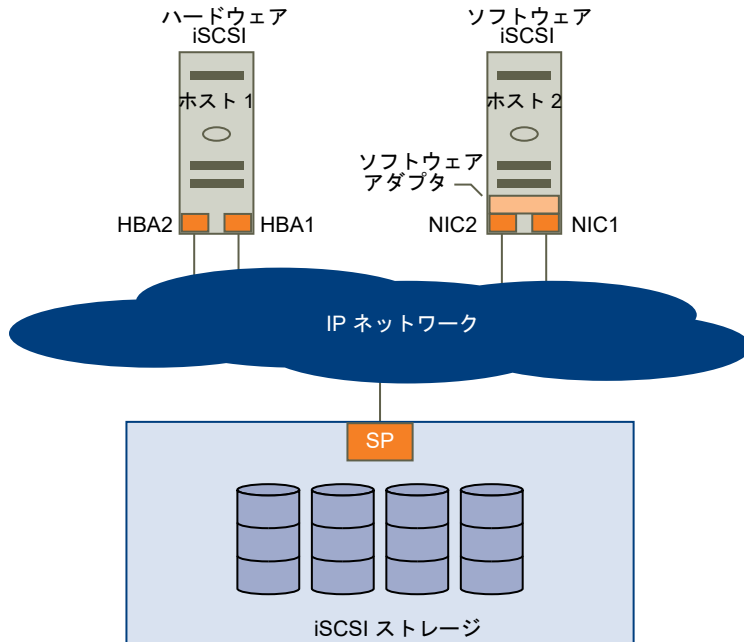 ハードウェア
iSCSI
ソフトウェア
iSCSI
ホスト 1
ホスト 2
ソフトウェア
アダプタ
HBA2
HBA1
NIC2
NIC1
IP ネットワーク
SP
iSCSI ストレージ